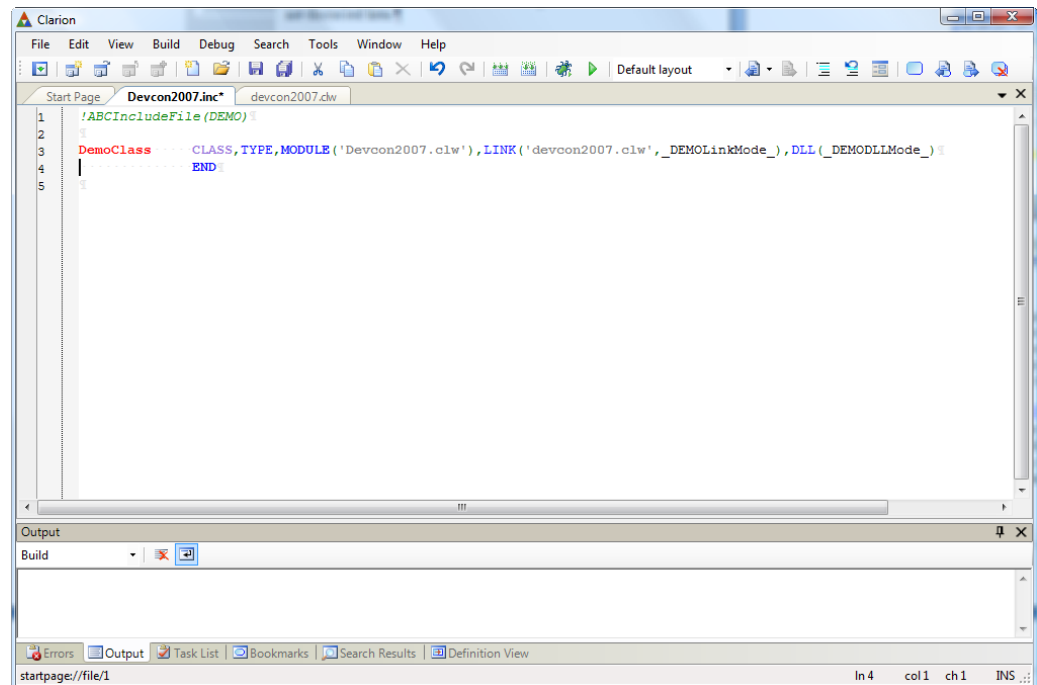 Clarion
File Edit View Build Debug Search Tools Window Help
Default layout
Start Page Devcon2007.inc* devcon2007.clw
1 !ABCIncludeFile(DEMO)
2
3 DemoClass CLASS,TYPE,MODULE('Devcon2007.clw'),LINK('devcon2007.clw',_DEMOLinkMode_),DLL(_DEMODLLMode_)
4 END
5
Output
Build
Errors Output Task List Bookmarks Search Results Definition View
startpage://file/1 ln 4 col 1 ch 1 INS